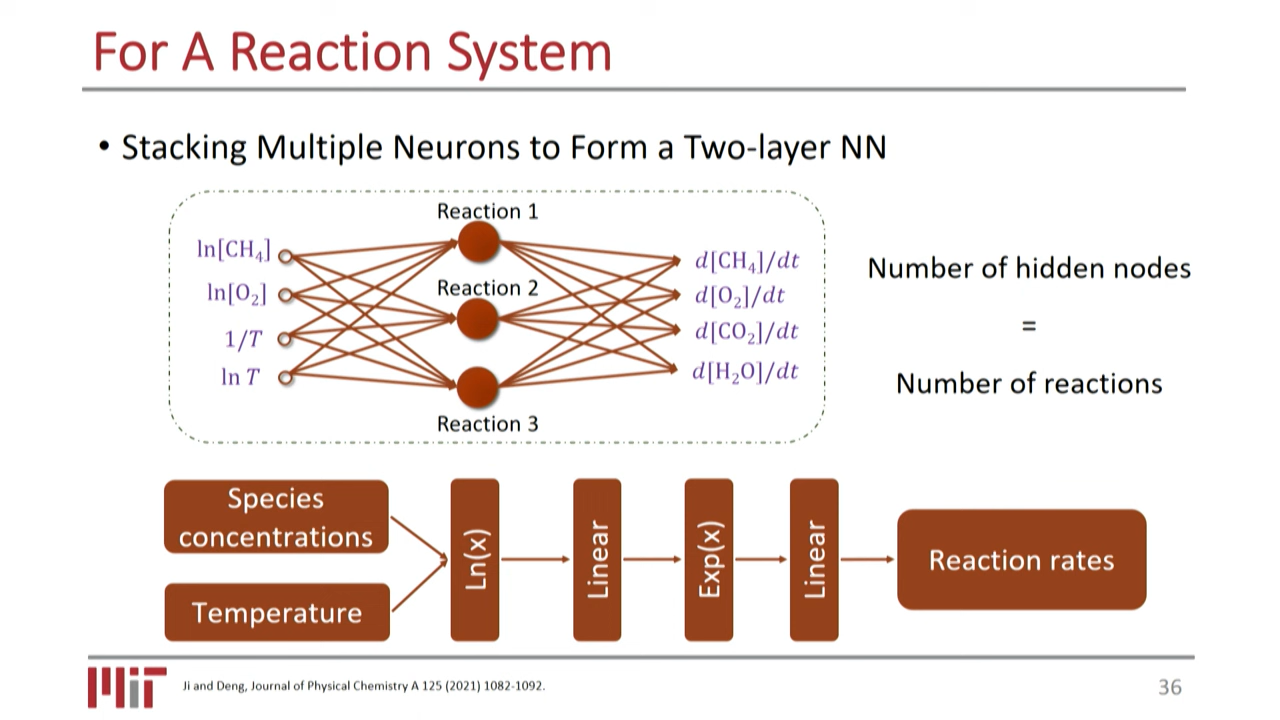 For A Reaction System
• Stacking Multiple Neurons to Form a Two-layer NN
Reaction 1
ln[CH₄]
ln[O₂]
1/T
ln T
Reaction 2
Reaction 3
d[CH₄]/dt
d[O₂]/dt
d[CO₂]/dt
d[H₂O]/dt
Number of hidden nodes
=
Number of reactions
Species
concentrations
Temperature
Ln(x)
Linear
Exp(x)
Linear
Reaction rates
MIT
Ji and Deng, Journal of Physical Chemistry A 125 (2021) 1082-1092.
36